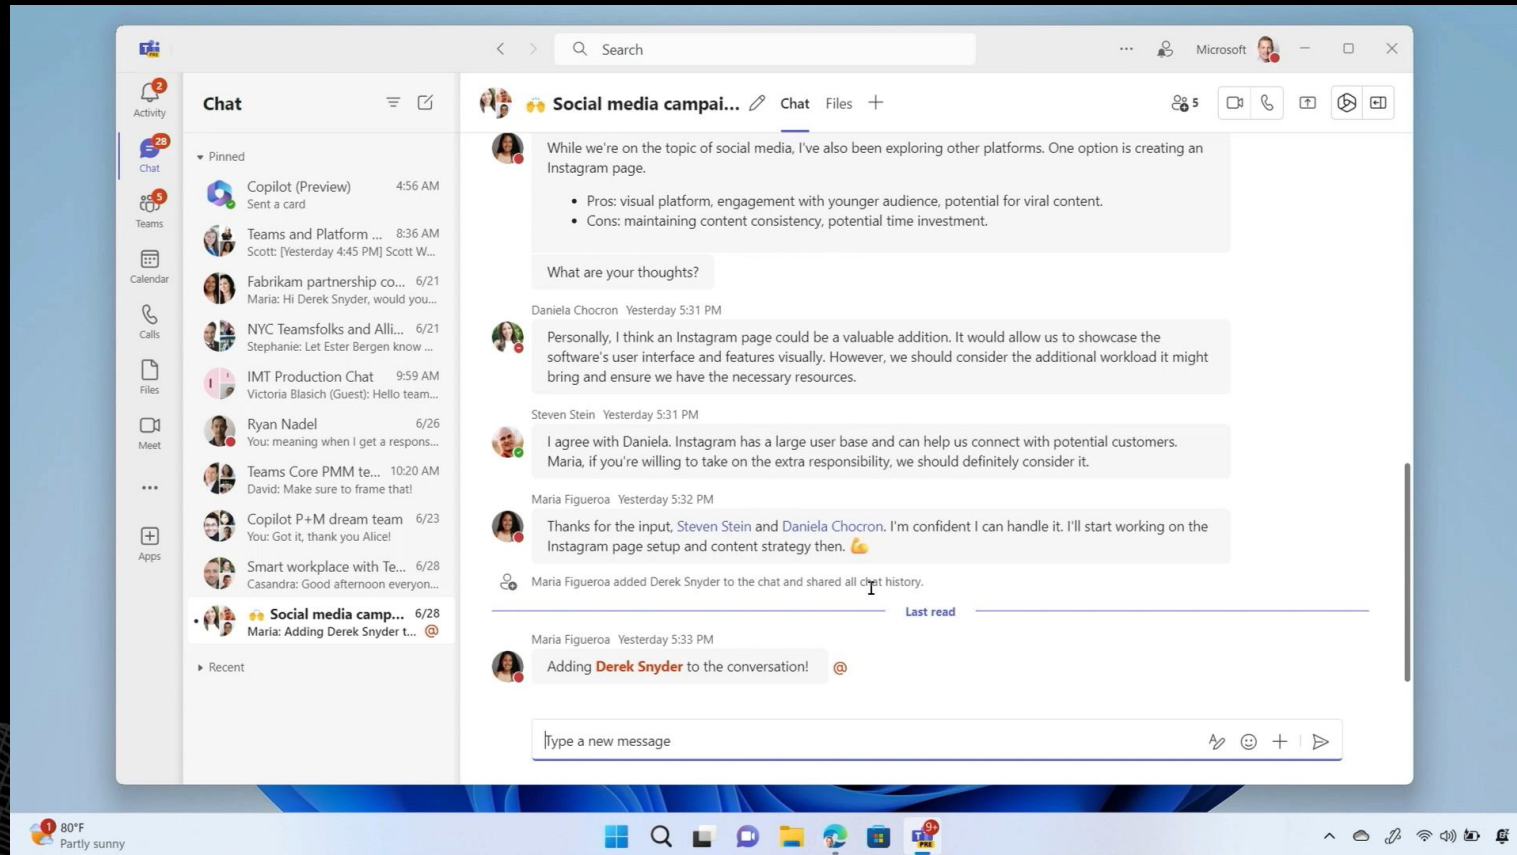 Search
Microsoft
2
Activity
28
Chat
5
Teams
Calendar
Calls
Files
Meet
Apps
Chat
Pinned
Copilot (Preview) 4:56 AM
Sent a card
Teams and Platform ... 8:36 AM
Scott: [Yesterday 4:45 PM] Scott W...
Fabrikam partnership co... 6/21
Maria: Hi Derek Snyder, would you...
NYC Teamsfolks and Alli... 6/21
Stephanie: Let Ester Bergen know ...
IMT Production Chat 9:59 AM
Victoria Blasich (Guest): Hello team...
Ryan Nadel 6/26
You: meaning when I get a respons...
Teams Core PMM te... 10:20 AM
David: Make sure to frame that!
Copilot P+M dream team 6/23
You: Got it, thank you Alice!
Smart workplace with Te... 6/28
Casandra: Good afternoon everyon...
🙌 Social media camp... 6/28
Maria: Adding Derek Snyder t... @
Recent
🙌 Social media campai... Chat Files 5
While we're on the topic of social media, I've also been exploring other platforms. One option is creating an
Instagram page.
• Pros: visual platform, engagement with younger audience, potential for viral content.
• Cons: maintaining content consistency, potential time investment.
What are your thoughts?
Daniela Chocron Yesterday 5:31 PM
Personally, I think an Instagram page could be a valuable addition. It would allow us to showcase the
software's user interface and features visually. However, we should consider the additional workload it might
bring and ensure we have the necessary resources.
Steven Stein Yesterday 5:31 PM
I agree with Daniela. Instagram has a large user base and can help us connect with potential customers.
Maria, if you're willing to take on the extra responsibility, we should definitely consider it.
Maria Figueroa Yesterday 5:32 PM
Thanks for the input, Steven Stein and Daniela Chocron. I'm confident I can handle it. I'll start working on the
Instagram page setup and content strategy then. 💪
Maria Figueroa added Derek Snyder to the chat and shared all chat history.
Last read
Maria Figueroa Yesterday 5:33 PM
Adding Derek Snyder to the conversation! @
Type a new message
1
80°F
Partly sunny
9+
PRE